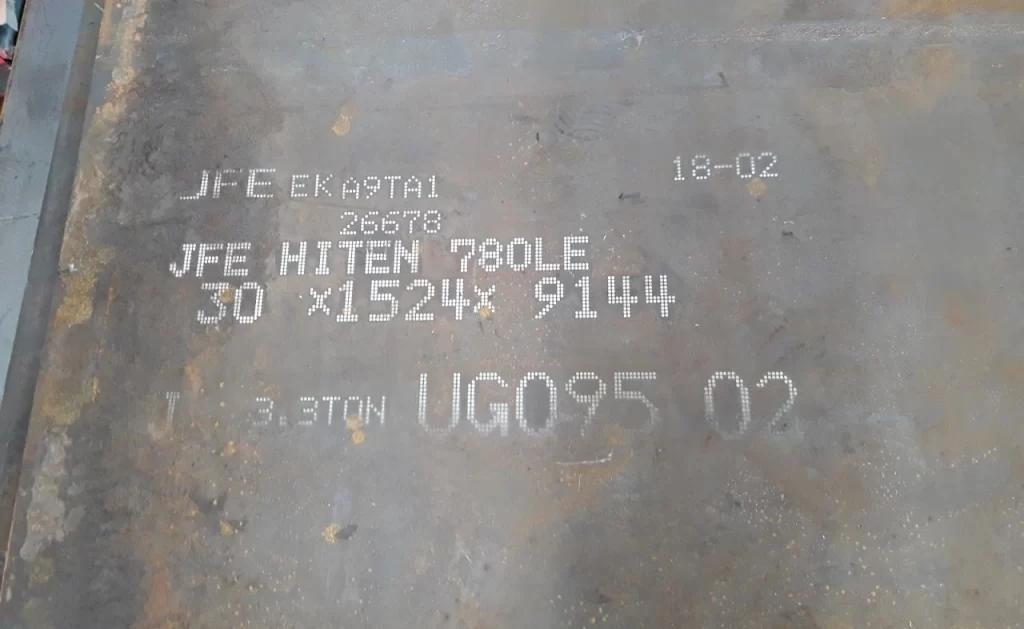 JFE EKA9TA1 18-02
26678
JFE HITEN 780LE
30 x1524x 9144
3.3TON UG095 02